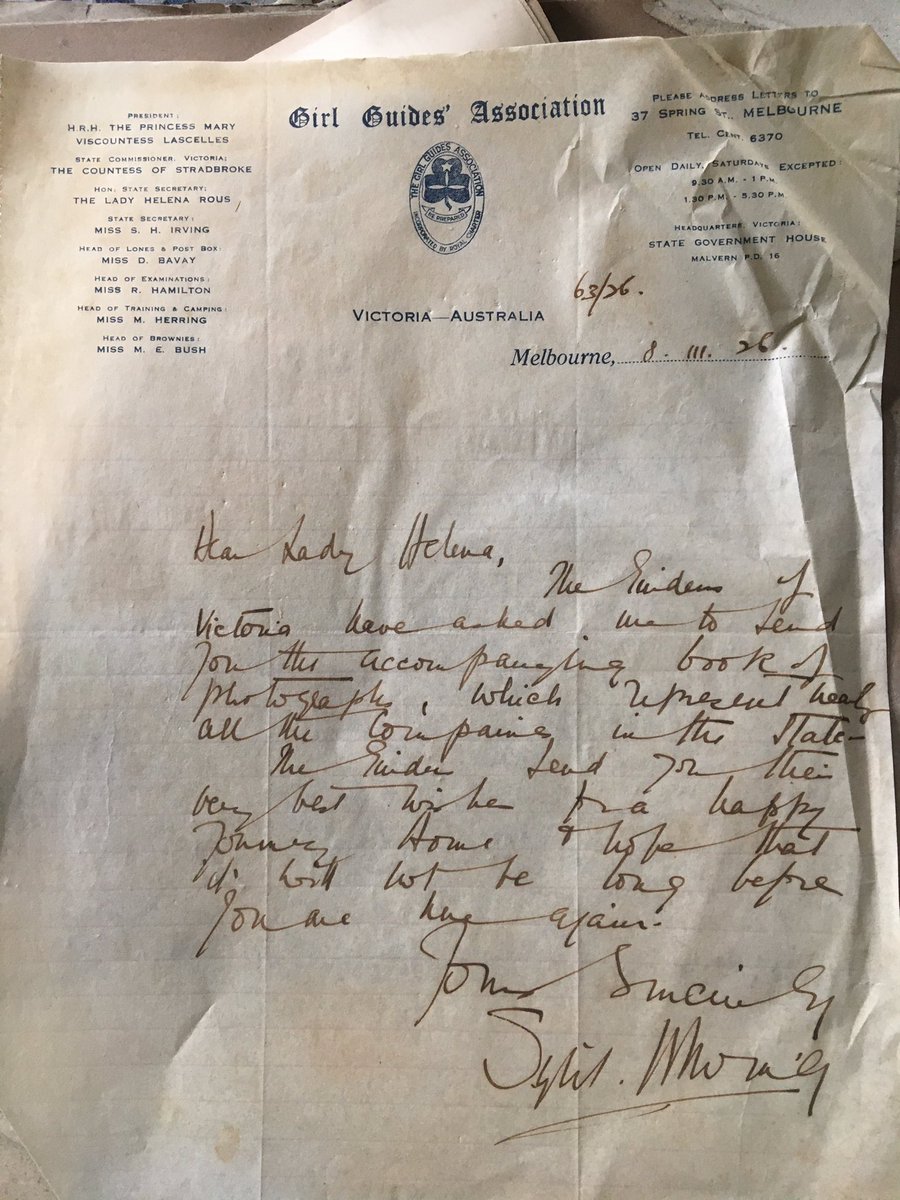 PRESIDENT:
H.R.H. THE PRINCESS MARY
VISCOUNTESS LASCELLES
STATE COMMISSIONER, VICTORIA;
THE COUNTESS OF STRADBROKE
HON: STATE SECRETARY:
THE LADY HELENA ROUS
STATE SECRETARY:
MISS S. H. IRVING
HEAD OF LONES & POST BOX:
MISS D. BAVAY
HEAD OF EXAMINATIONS:
MISS R. HAMILTON
HEAD OF TRAINING & CAMPING:
MISS M. HERRING
HEAD OF BROWNIES:
MISS M. E. BUSH
Girl Guides' Association
THE GIRL GUIDES ASSOCIATION
BE PREPARED
INCORPORATED BY ROYAL CHARTER
PLEASE ADDRESS LETTERS TO
37 SPRING ST., MELBOURNE
TEL. CENT. 6370
OPEN DAILY, SATURDAYS EXCEPTED:
9.30 A.M. - 1 P.M.
1.30 P.M. - 5.30 P.M.
HEADQUARTERS, VICTORIA:
STATE GOVERNMENT HOUSE
MALVERN P.D. 16
63/26.
VICTORIA—AUSTRALIA
Melbourne, 8. III. 26.
Dear Lady Helena,
The Guiders of
Victoria have asked me to send
you the accompanying book of
photographs, which represent nearly
all the Companies in the State—
The Guiders send you their
very best wishes for a happy
journey home & hope that
it will not be long before
you are here again.
Yours Sincerely
Sybil.